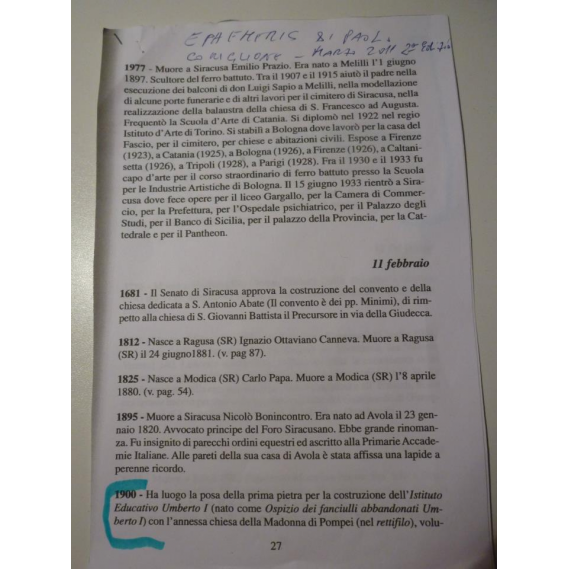 EPHEMERIS DI PAOL.
CORIGLIONE - MARZO 2011 2ª Edizio
1977 - Muore a Siracusa Emilio Prazio. Era nato a Melilli l'1 giugno
1897. Scultore del ferro battuto. Tra il 1907 e il 1915 aiutò il padre nella
esecuzione dei balconi di don Luigi Sapio a Melilli, nella modellazione
di alcune porte funerarie e di altri lavori per il cimitero di Siracusa, nella
realizzazione della balaustra della chiesa di S. Francesco ad Augusta.
Frequentò la Scuola d'Arte di Catania. Si diplomò nel 1922 nel regio
Istituto d'Arte di Torino. Si stabilì a Bologna dove lavorò per la casa del
Fascio, per il cimitero, per chiese e abitazioni civili. Espose a Firenze
(1923), a Catania (1925), a Bologna (1926), a Firenze (1926), a Caltani-
setta (1926), a Tripoli (1928), a Parigi (1928). Fra il 1930 e il 1933 fu
capo d'arte per il corso straordinario di ferro battuto presso la Scuola
per le Industrie Artistiche di Bologna. Il 15 giugno 1933 rientrò a Sira-
cusa dove fece opere per il liceo Gargallo, per la Camera di Commer-
cio, per la Prefettura, per l'Ospedale psichiatrico, per il Palazzo degli
Studi, per il Banco di Sicilia, per il palazzo della Provincia, per la Cat-
tedrale e per il Pantheon.
11 febbraio
1681 - Il Senato di Siracusa approva la costruzione del convento e della
chiesa dedicata a S. Antonio Abate (Il convento è dei pp. Minimi), di rim-
petto alla chiesa di S. Giovanni Battista il Precursore in via della Giudecca.
1812 - Nasce a Ragusa (SR) Ignazio Ottaviano Canneva. Muore a Ragusa
(SR) il 24 giugno1881. (v. pag 87).
1825 - Nasce a Modica (SR) Carlo Papa. Muore a Modica (SR) l'8 aprile
1880. (v. pag. 54).
1895 - Muore a Siracusa Nicolò Bonincontro. Era nato ad Avola il 23 gen-
naio 1820. Avvocato principe del Foro Siracusano. Ebbe grande rinoman-
za. Fu insignito di parecchi ordini equestri ed ascritto alla Primarie Accade-
mie Italiane. Alle pareti della sua casa di Avola è stata affissa una lapide a
perenne ricordo.
1900 - Ha luogo la posa della prima pietra per la costruzione dell'Istituto
Educativo Umberto I (nato come Ospizio dei fanciulli abbandonati Um-
berto I) con l'annessa chiesa della Madonna di Pompei (nel rettifilo), volu-
27